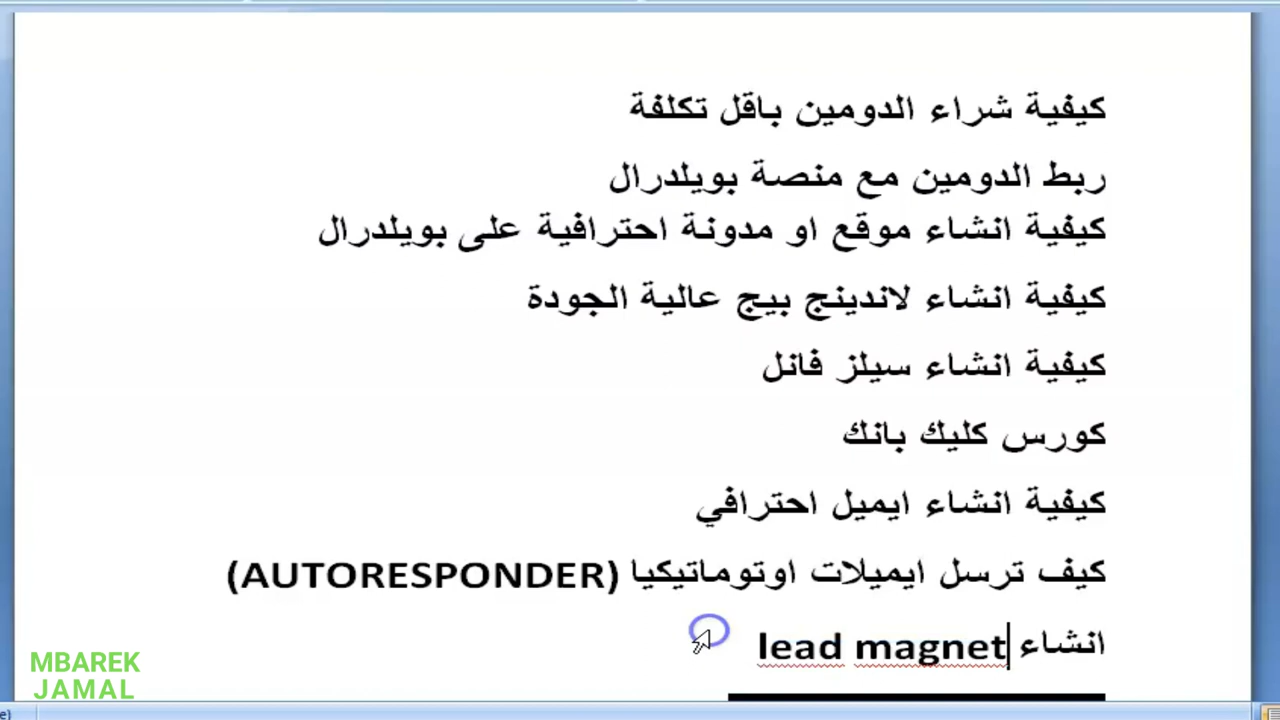 كيفية شراء الدومين باقل تكلفة
ربط الدومين مع منصة بويلدرال
كيفية انشاء موقع او مدونة احترافية على بويلدرال
كيفية انشاء لاندينج بيج عالية الجودة
كيفية انشاء سيلز فانل
كورس كليك بانك
كيفية انشاء ايميل احترافي
كيف ترسل ايميلات اوتوماتيكيا (AUTORESPONDER)
انشاء lead magnet
MBAREK
JAMAL